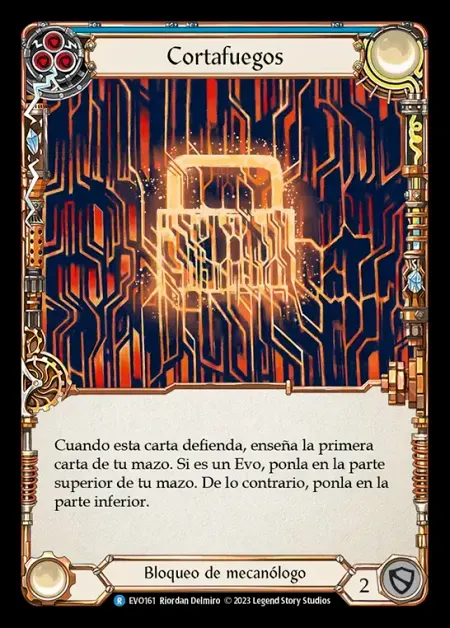 Cortafuegos
Cuando esta carta defienda, enseña la primera
carta de tu mazo. Si es un Evo, ponla en la parte
superior de tu mazo. De lo contrario, ponla en la
parte inferior.
Bloqueo de mecanólogo
2
R EVO161 Riordan Delmiro © 2023 Legend Story Studios